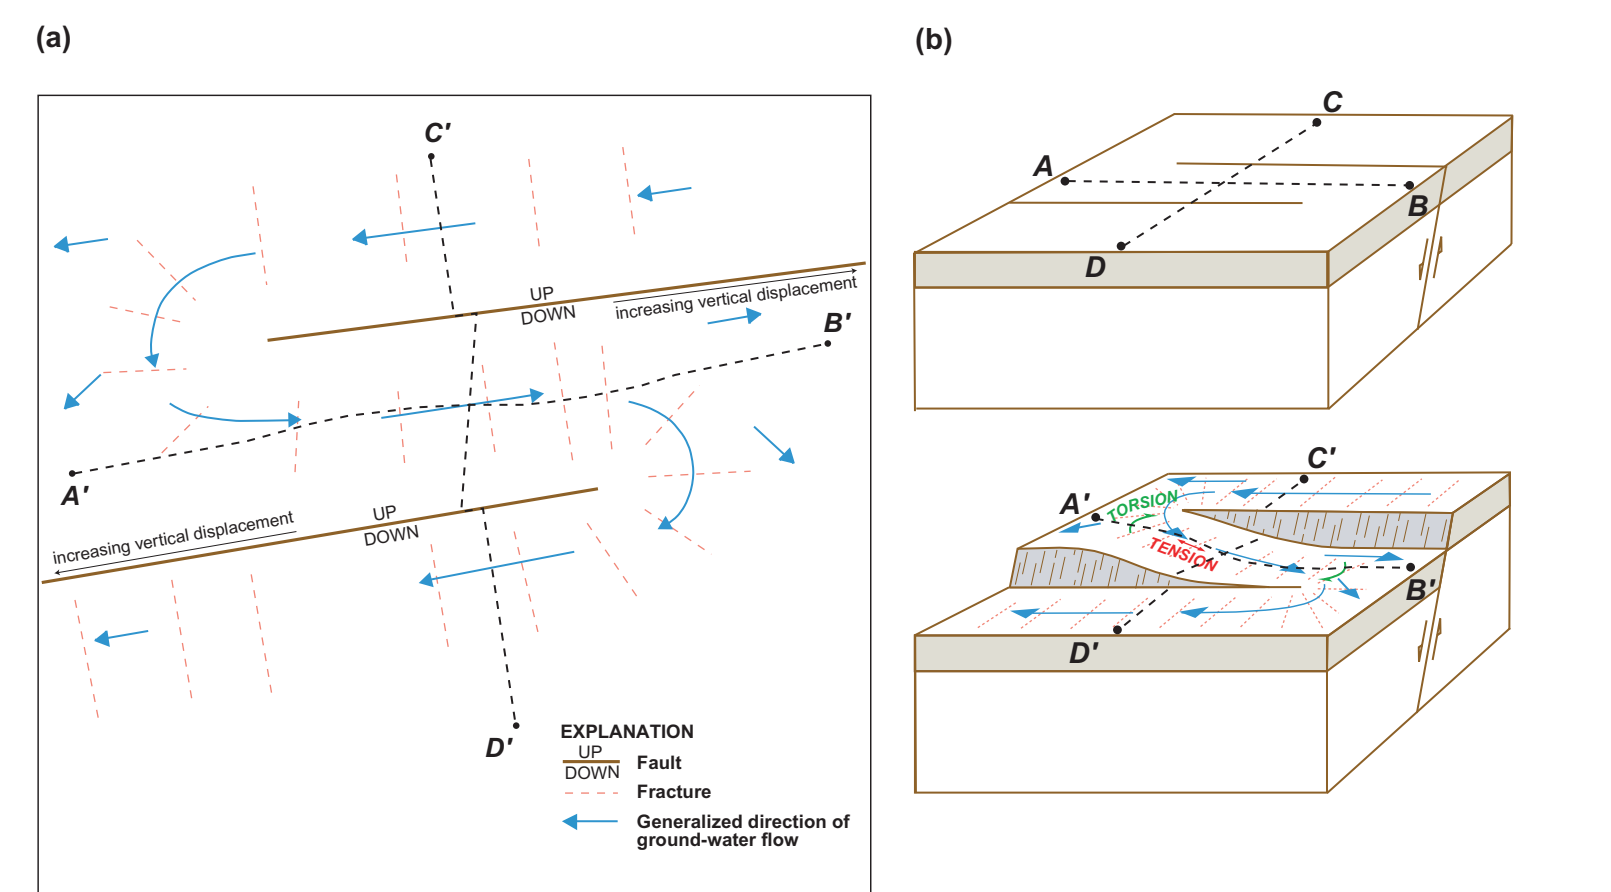 (a)
C'
UP
DOWN
increasing vertical displacement
B'
A'
UP
DOWN
increasing vertical displacement
D'
EXPLANATION
UP
DOWN
Fault
Fracture
Generalized direction of
ground-water flow
(b)
C
A
B
D
C'
A'
TORSION
TENSION
B'
D'